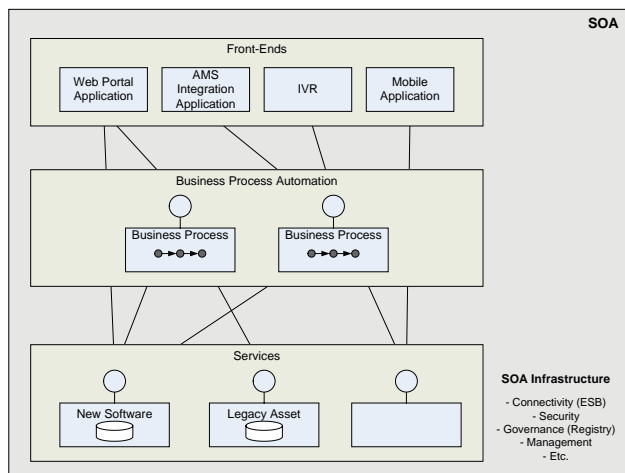 SOA
Front-Ends
Web Portal
Application
AMS
Integration
Application
IVR
Mobile
Application
Business Process Automation
Business Process
Business Process
Services
New Software
Legacy Asset
SOA Infrastructure
- Connectivity (ESB)
- Security
- Governance (Registry)
- Management
- Etc.